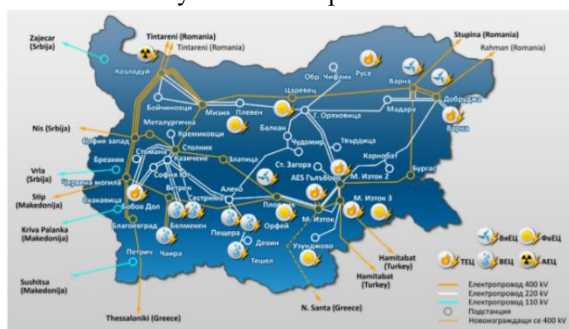 Zajecar
(Srbija)
Tintareni (Romania)
Tintareni (Romania)
Stupina (Romania)
Rahman (Romania)
Козлодуй
Обр. Чифлик
Русе
Варна
Добруджа
Варна
Царевец
Бойчиновци
Мизия
Плевен
Г. Оряховица
Мадара
Металургична
Nis (Srbija)
София запад
Кремиковци
Столник
Балкан
Чудомир
Твърдица
Стомана
Казичене
Златица
Карнобат
Бургас
Брезник
Vrla
(Srbija)
Червена могила
София Юг
Ст. Загора
AES Гълъбово
М. Изток 2
Stip
(Makedonija)
Скакавица
Бобов Дол
Ветрен
Сестримо
Алеко
Пловдив
М. Изток
М. Изток 3
Kriva Palanka
(Makedonija)
Благоевград
Белмекен
Пещера
Орфей
Чаира
Девин
Тешел
Узунджово
Петрич
Sushitsa
(Makedonija)
Hamitabat
(Turkey)
Hamitabat
(Turkey)
N. Santa (Greece)
Thessaloniki (Greece)
ВяЕЦ
ФвЕЦ
ТЕЦ
ВЕЦ
АЕЦ
Електропровод 400 kV
Електропровод 220 kV
Електропровод 110 kV
Подстанция
Новоизграждащи се 400 kV